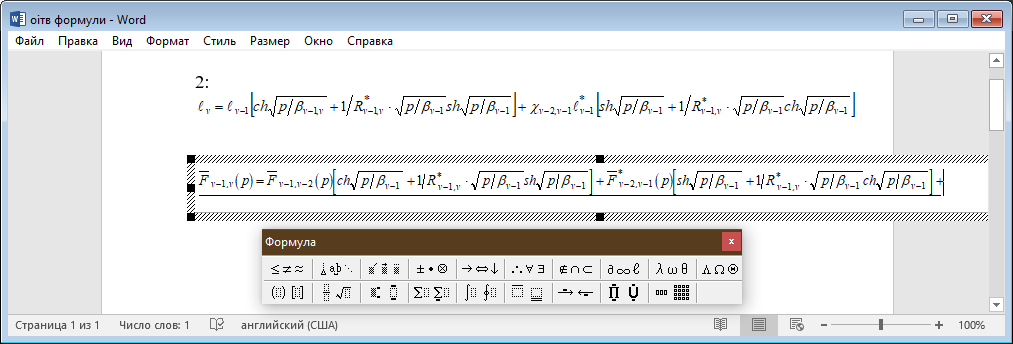 оітв формули - Word
Файл Правка Вид Формат Стиль Размер Окно Справка
2:
ℓ_v = ℓ_{v−1}[ch√(p/β_{v−1,v}) + 1/R*_{v−1,v} · √(p/β_{v−1}) sh√(p/β_{v−1})] + χ_{v−2,v−1} ℓ*_{v−1}[sh√(p/β_{v−1}) + 1/R*_{v−1,v} · √(p/β_{v−1}) ch√(p/β_{v−1})]
F̅_{v−1,v}(p) = F̅_{v−1,v−2}(p)[ch√(p/β_{v−1}) + 1/R*_{v−1,v} · √(p/β_{v−1}) sh√(p/β_{v−1})] + F̅*_{v−2,v−1}(p)[sh√(p/β_{v−1}) + 1/R*_{v−1,v} · √(p/β_{v−1}) ch√(p/β_{v−1})] +
Формула x
≤ ≠ ≈ ȧb ⋱ ± • ⊗ → ⇔ ↓ ∴ ∀ ∃ ∉ ∩ ⊂ ∂ ∞ ℓ λ ω θ Λ Ω ⊛
Страница 1 из 1 Число слов: 1 английский (США) 100%